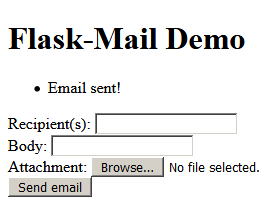 Flask-Mail Demo
• Email sent!
Recipient(s):
Body:
Attachment: Browse... No file selected.
Send email